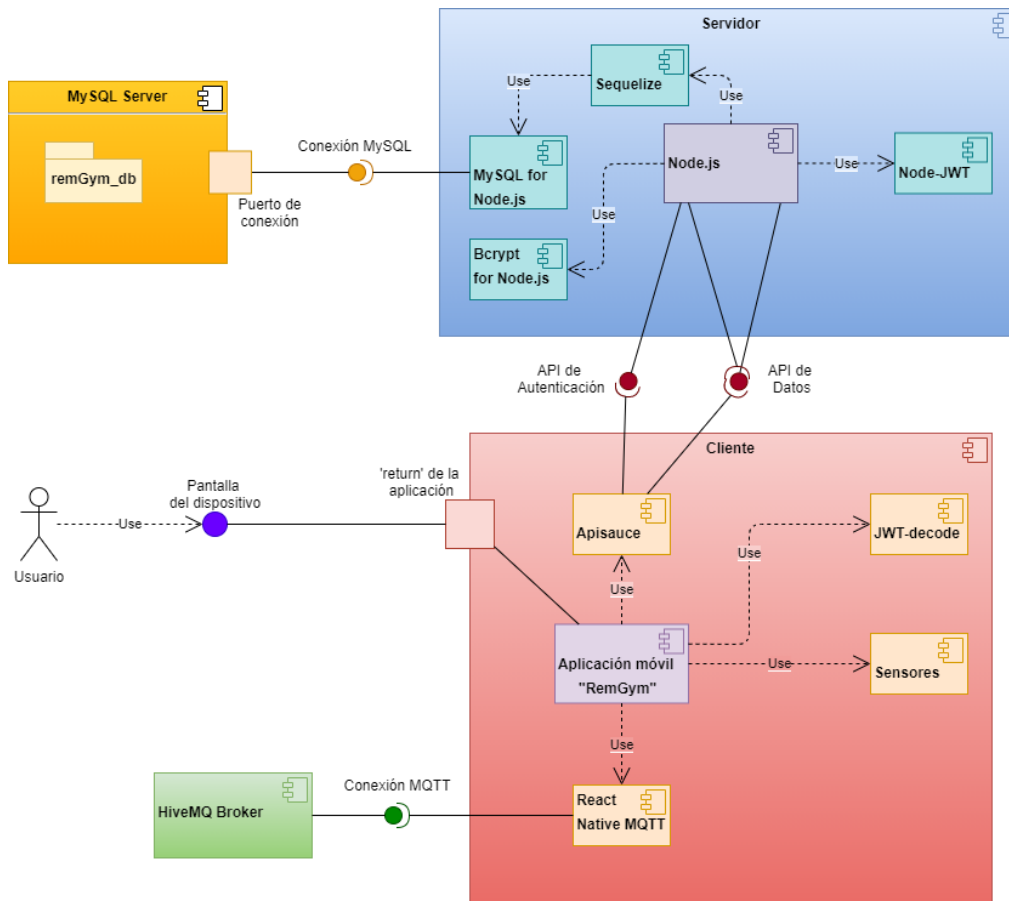 Servidor
Sequelize
Use
Use
MySQL Server
remGym_db
Conexión MySQL
Puerto de
conexión
MySQL for
Node.js
Node.js
Use
Node-JWT
Use
Bcrypt
for Node.js
API de
Autenticación
API de
Datos
Cliente
'return' de la
aplicación
Pantalla
del dispositivo
Use
Usuario
Apisauce
JWT-decode
Use
Use
Aplicación móvil
"RemGym"
Use
Sensores
Use
Conexión MQTT
HiveMQ Broker
React
Native MQTT